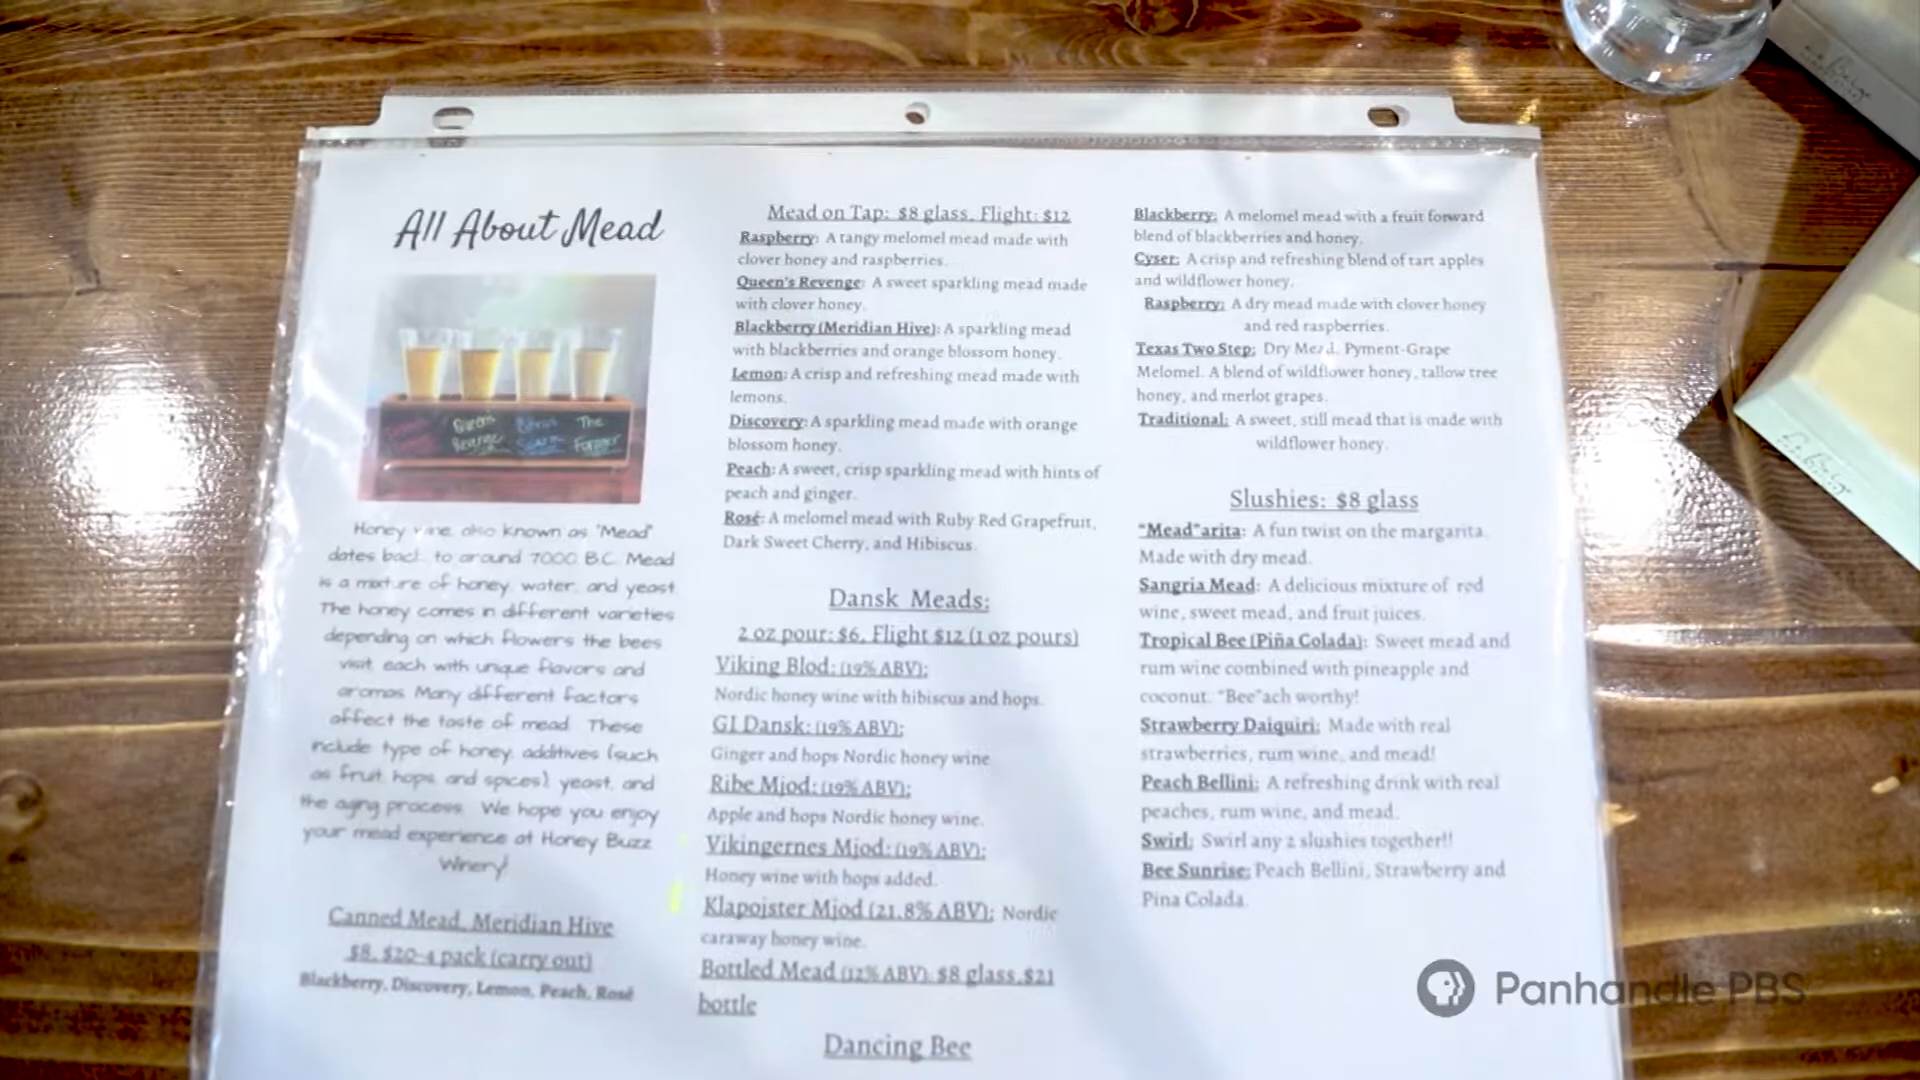 All About Mead
Queen's
Revenge
The
Honey wine, also known as "Mead"
dates back to around 7000 B.C. Mead
is a mixture of honey, water, and yeast.
The honey comes in different varieties
depending on which flowers the bees
visit, each with unique flavors and
aromas. Many different factors
affect the taste of mead. These
include type of honey, additives (such
as fruit, hops, and spices), yeast, and
the aging process. We hope you enjoy
your mead experience at Honey Buzz
Winery!
Canned Mead, Meridian Hive
$8, $20-4 pack (carry out)
Blackberry, Discovery, Lemon, Peach, Rosé
Mead on Tap: $8 glass, Flight: $12
Raspberry: A tangy melomel mead made with
clover honey and raspberries.
Queen's Revenge: A sweet sparkling mead made
with clover honey.
Blackberry (Meridian Hive): A sparkling mead
with blackberries and orange blossom honey.
Lemon: A crisp and refreshing mead made with
lemons.
Discovery: A sparkling mead made with orange
blossom honey.
Peach: A sweet, crisp sparkling mead with hints of
peach and ginger.
Rosé: A melomel mead with Ruby Red Grapefruit,
Dark Sweet Cherry, and Hibiscus.
Dansk Meads:
2 oz pour: $6, Flight $12 (1 oz pours)
Viking Blod: (19% ABV);
Nordic honey wine with hibiscus and hops.
GI Dansk: (19% ABV);
Ginger and hops Nordic honey wine
Ribe Mjod: (19% ABV);
Apple and hops Nordic honey wine.
Vikingernes Mjod: (19% ABV);
Honey wine with hops added.
Klapojster Mjod (21.8% ABV); Nordic
caraway honey wine.
Bottled Mead (12% ABV), $8 glass, $21
bottle
Dancing Bee
Blackberry: A melomel mead with a fruit forward
blend of blackberries and honey.
Cyser: A crisp and refreshing blend of tart apples
and wildflower honey.
Raspberry: A dry mead made with clover honey
and red raspberries.
Texas Two Step: Dry Mead, Pyment-Grape
Melomel. A blend of wildflower honey, tallow tree
honey, and merlot grapes.
Traditional: A sweet, still mead that is made with
wildflower honey.
Slushies: $8 glass
"Mead"arita: A fun twist on the margarita.
Made with dry mead.
Sangria Mead: A delicious mixture of red
wine, sweet mead, and fruit juices.
Tropical Bee (Piña Colada): Sweet mead and
rum wine combined with pineapple and
coconut. "Bee"ach worthy!
Strawberry Daiquiri: Made with real
strawberries, rum wine, and mead!
Peach Bellini: A refreshing drink with real
peaches, rum wine, and mead.
Swirl: Swirl any 2 slushies together!!
Bee Sunrise: Peach Bellini, Strawberry and
Pina Colada.
Panhandle PBS